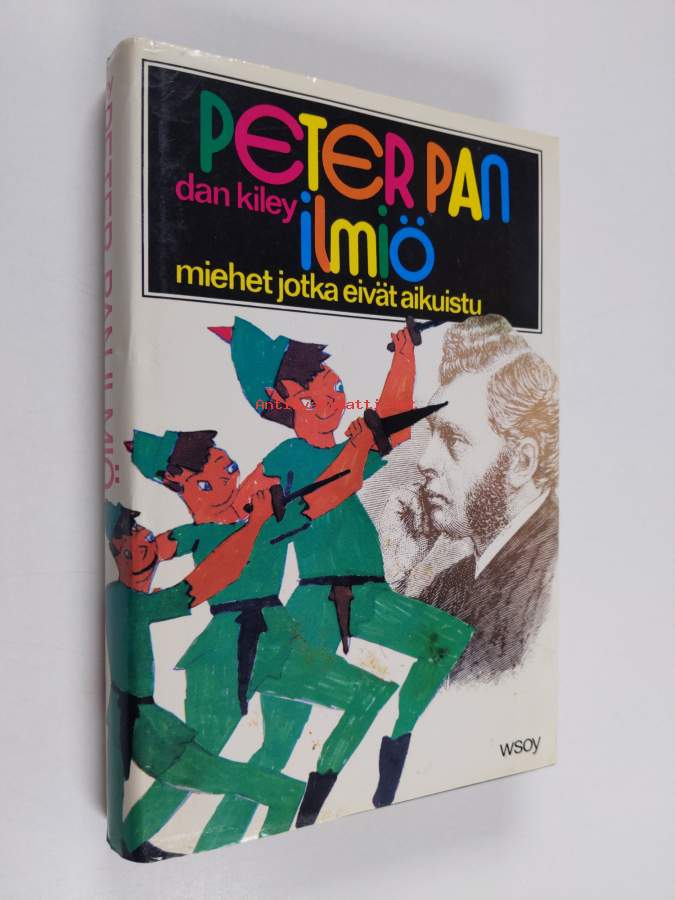 PETER PAN
dan kiley ilmiö
miehet jotka eivät aikuistu
wsoy
PETER PAN ILMIÖ